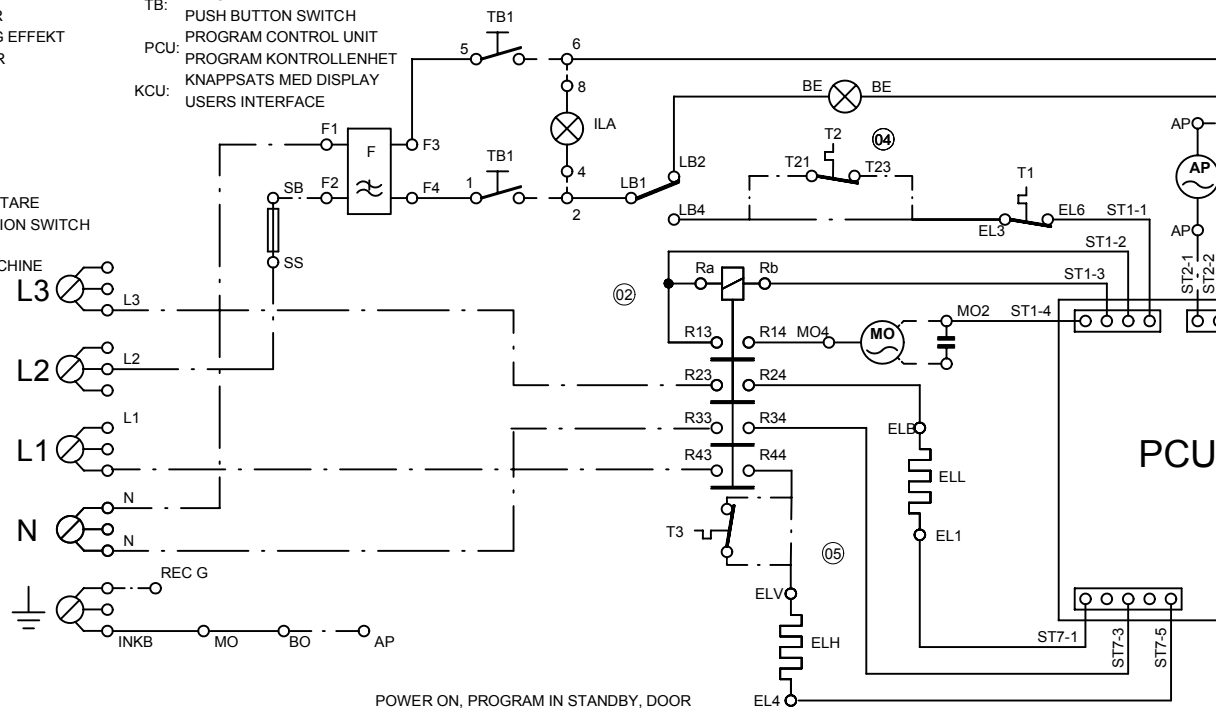 R
G EFFEKT
R
TB:
PUSH BUTTON SWITCH
PCU:
PROGRAM CONTROL UNIT
PROGRAM KONTROLLENHET
KCU:
KNAPPSATS MED DISPLAY
USERS INTERFACE
TB1
5
6
8
ILA
4
2
TB1
1
F1
F
F3
F2
F4
SB
SS
LB1
LB2
LB4
BE
BE
T2
04
T21
T23
T1
EL3
EL6
ST1-1
ST1-2
ST1-3
AP
AP
AP
ST2-1
ST2-2
TARE
ION SWITCH
CHINE
L3
L3
L2
L2
L1
L1
N
N
N
REC G
INKB
MO
BO
AP
02
Ra
Rb
R13
R14
MO4
MO
MO2
ST1-4
R23
R24
R33
R34
R43
R44
T3
05
ELB
ELL
EL1
ELV
ELH
EL4
PCU
ST7-1
ST7-3
ST7-5
POWER ON, PROGRAM IN STANDBY, DOOR